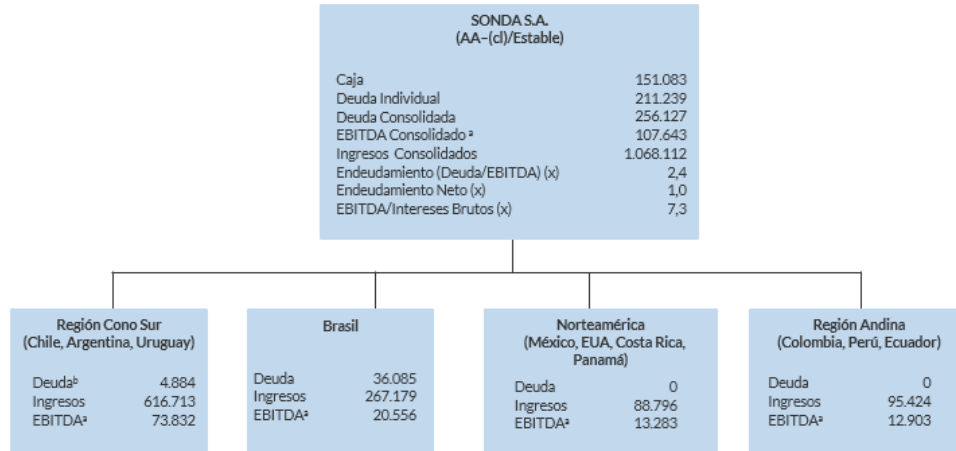 SONDA S.A.
(AA–(cl)/Estable)
Caja 151.083
Deuda Individual 211.239
Deuda Consolidada 256.127
EBITDA Consolidado ᵃ 107.643
Ingresos Consolidados 1.068.112
Endeudamiento (Deuda/EBITDA) (x) 2,4
Endeudamiento Neto (x) 1,0
EBITDA/Intereses Brutos (x) 7,3
Región Cono Sur
(Chile, Argentina, Uruguay)
Deudaᵇ 4.884
Ingresos 616.713
EBITDAᵃ 73.832
Brasil
Deuda 36.085
Ingresos 267.179
EBITDAᵃ 20.556
Norteamérica
(México, EUA, Costa Rica,
Panamá)
Deuda 0
Ingresos 88.796
EBITDAᵃ 13.283
Región Andina
(Colombia, Perú, Ecuador)
Deuda 0
Ingresos 95.424
EBITDAᵃ 12.903